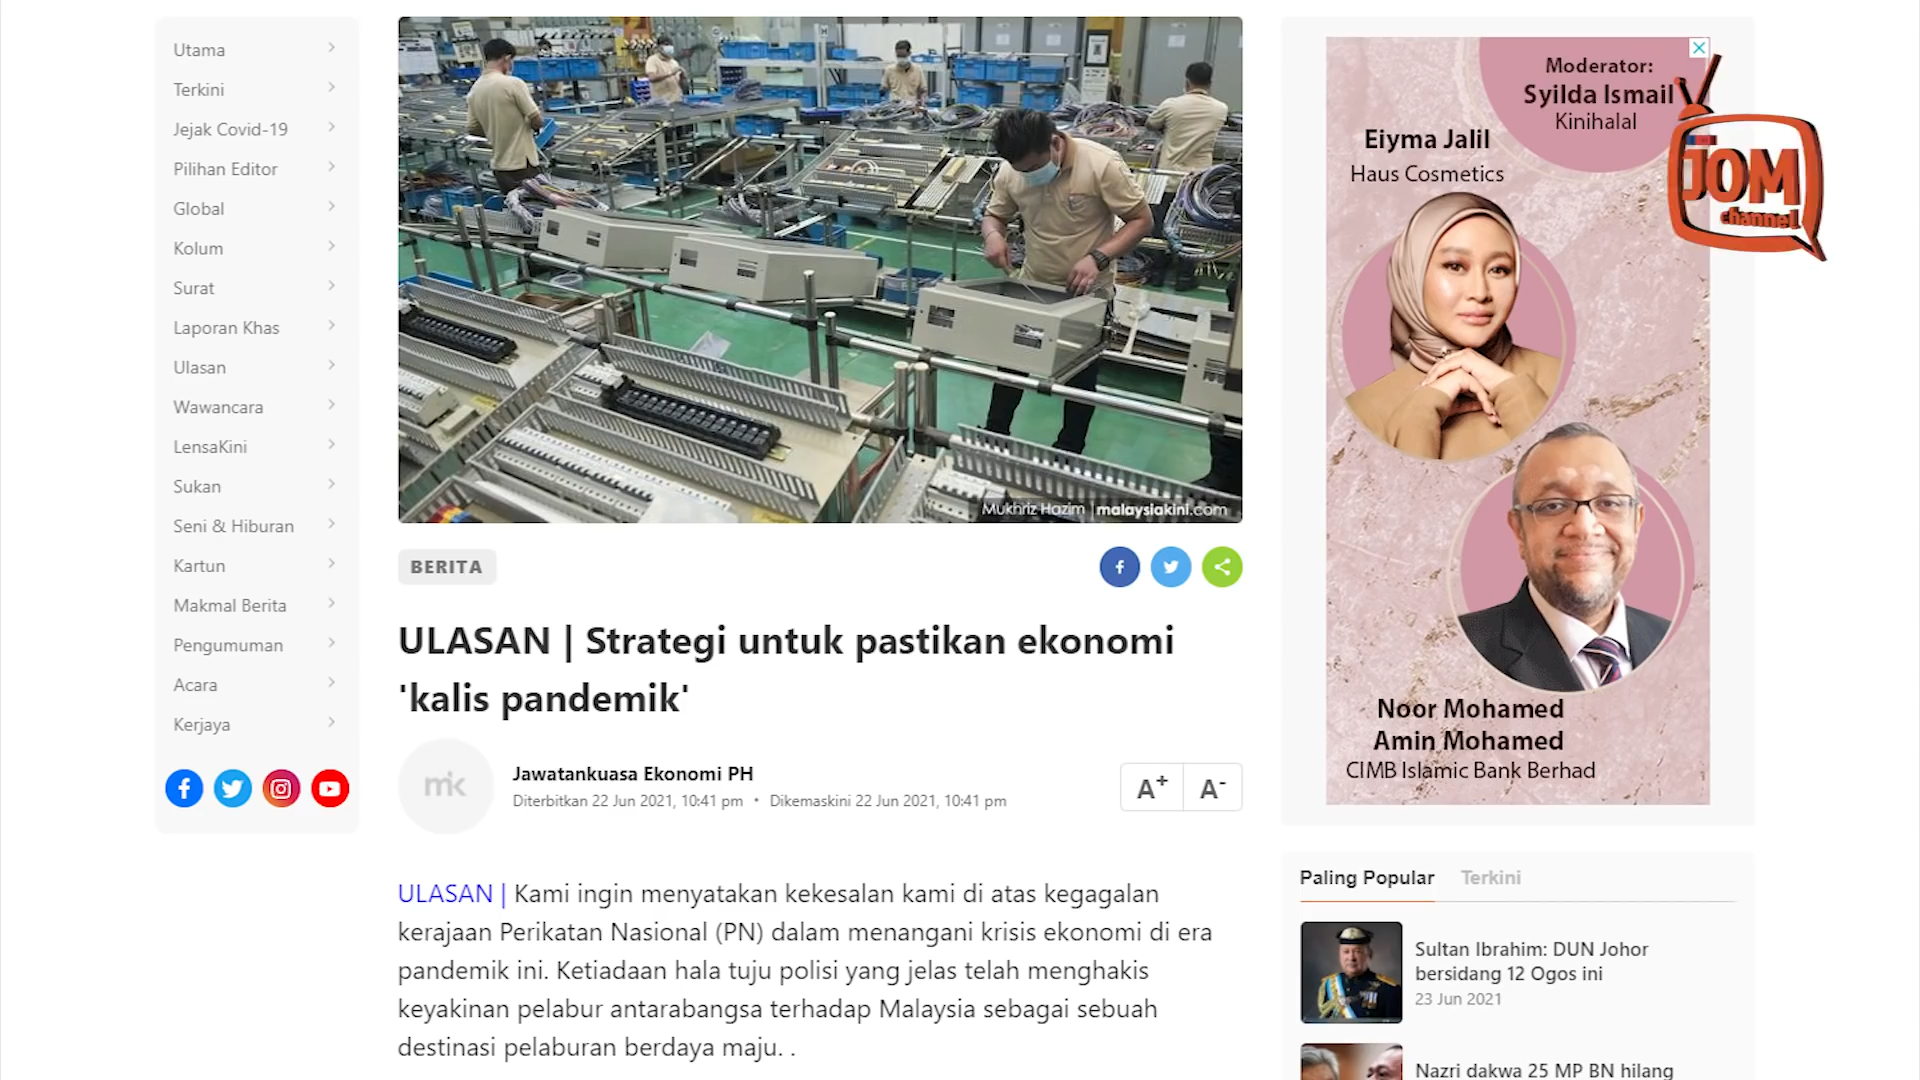 Utama
Terkini
Jejak Covid-19
Pilihan Editor
Global
Kolum
Surat
Laporan Khas
Ulasan
Wawancara
LensaKini
Sukan
Seni & Hiburan
Kartun
Makmal Berita
Pengumuman
Acara
Kerjaya
Mukhriz Hazim | malaysiakini.com
BERITA
ULASAN | Strategi untuk pastikan ekonomi
'kalis pandemik'
mk
Jawatankuasa Ekonomi PH
Diterbitkan 22 Jun 2021, 10:41 pm • Dikemaskini 22 Jun 2021, 10:41 pm
A+ A-
ULASAN | Kami ingin menyatakan kekesalan kami di atas kegagalan
kerajaan Perikatan Nasional (PN) dalam menangani krisis ekonomi di era
pandemik ini. Ketiadaan hala tuju polisi yang jelas telah menghakis
keyakinan pelabur antarabangsa terhadap Malaysia sebagai sebuah
destinasi pelaburan berdaya maju. .
Moderator:
Syilda Ismail
Kinihalal
Eiyma Jalil
Haus Cosmetics
JOM
channel
Noor Mohamed
Amin Mohamed
CIMB Islamic Bank Berhad
Paling Popular Terkini
Sultan Ibrahim: DUN Johor
bersidang 12 Ogos ini
23 Jun 2021
Nazri dakwa 25 MP BN hilang